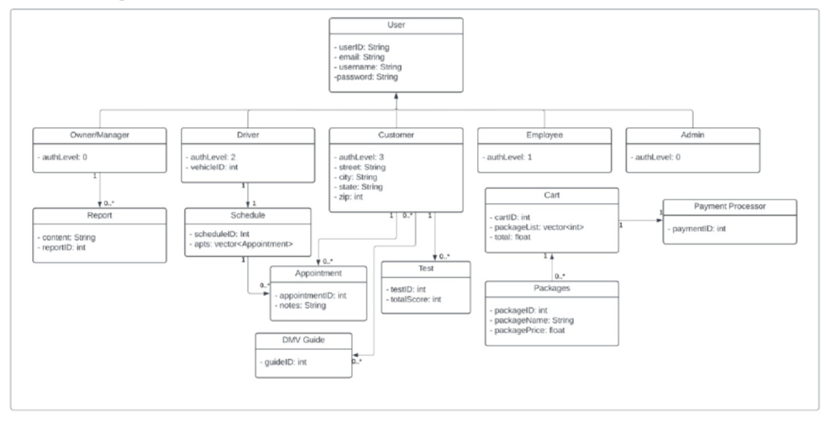 User
- userID: String
- email: String
- username: String
-password: String
Owner/Manager
- authLevel: 0
Driver
- authLevel: 2
- vehicleID: int
Customer
- authLevel: 3
- street: String
- city: String
- state: String
- zip: int
Employee
- authLevel: 1
Admin
- authLevel: 0
1
0..*
1
1
1
0..*
1
Report
- content: String
- reportID: int
Schedule
- scheduleID: Int
- apts: vector<Appointment>
1
0..*
0..*
0..*
Appointment
- appointmentID: int
- notes: String
Test
- testID: int
- totalScore: int
DMV Guide
- guideID: int
0..*
Cart
- cartID: int
- packageList: vector<int>
- total: float
1
1
Payment Processor
- paymentID: int
1
0..*
Packages
- packageID: int
- packageName: String
- packagePrice: float